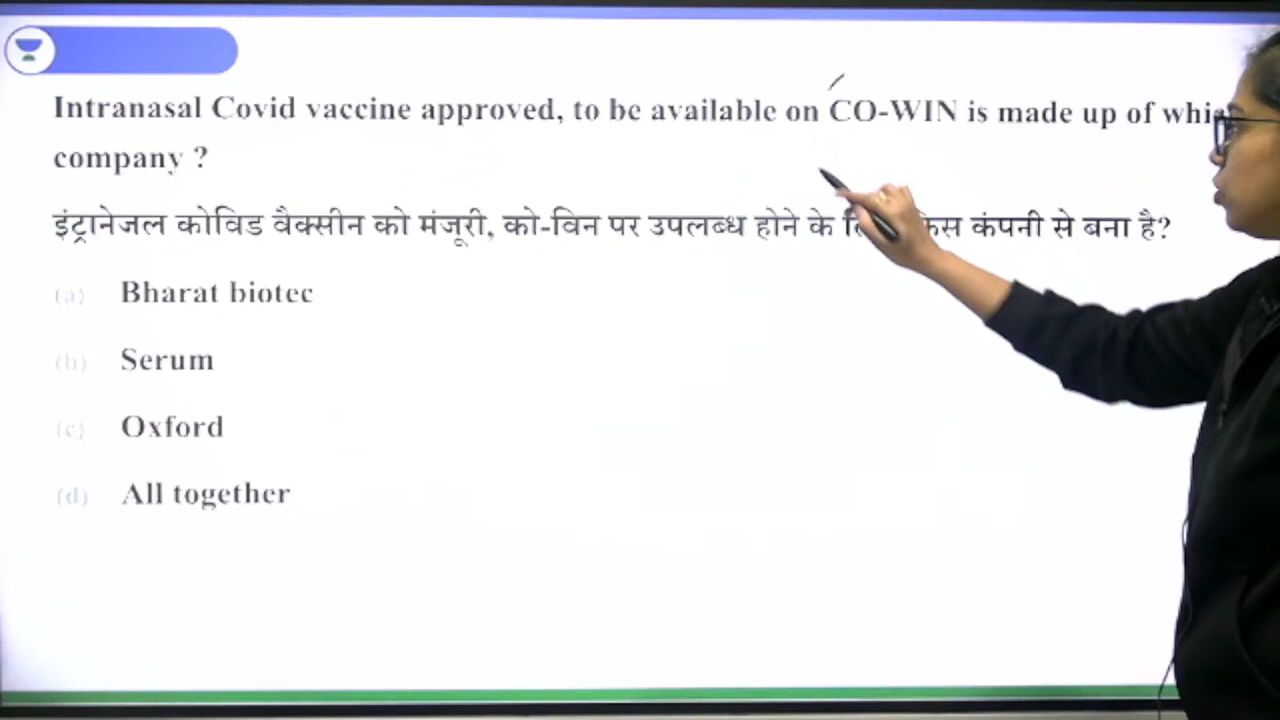 Intranasal Covid vaccine approved, to be available on CO-WIN is made up of
company ?
इंट्रानेजल कोविड वैक्सीन को मंजूरी, को-विन पर उपलब्ध होने के कंपनी से बना है?
(a) Bharat biotec
(b) Serum
(c) Oxford
(d) All together